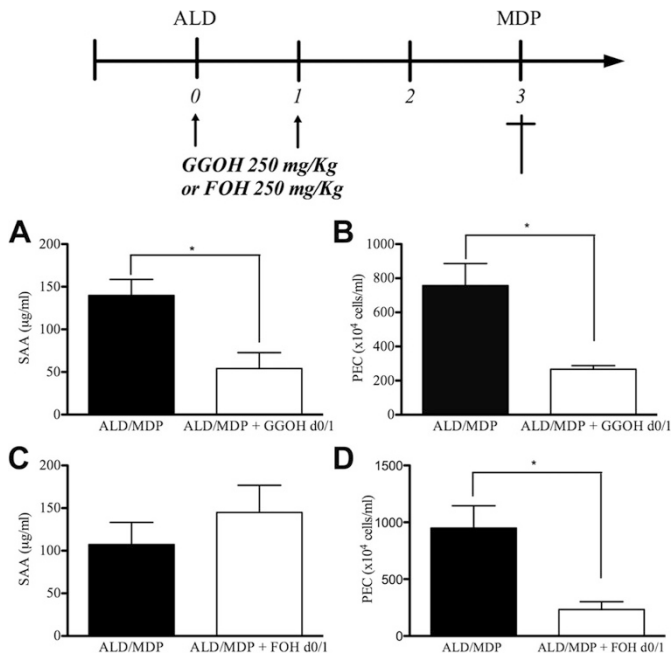 ALD MDP
0 1 2 3
GGOH 250 mg/Kg
or FOH 250 mg/Kg
A
200
150
100
50
0
SAA (µg/ml)
*
ALD/MDP ALD/MDP + GGOH d0/1
B
1000
800
600
400
200
0
PEC (x10⁴ cells/ml)
*
ALD/MDP ALD/MDP + GGOH d0/1
C
200
150
100
50
0
SAA (µg/ml)
ALD/MDP ALD/MDP + FOH d0/1
D
1500
1000
500
0
PEC (x10⁴ cells/ml)
*
ALD/MDP ALD/MDP + FOH d0/1